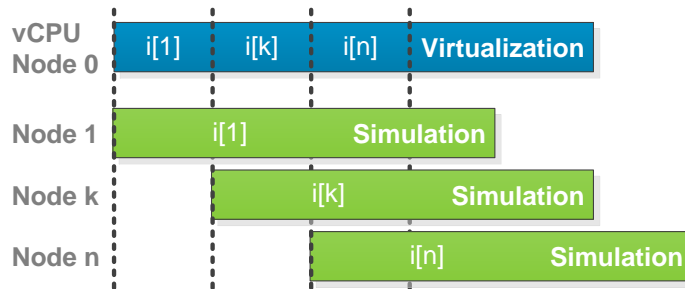 vCPU
Node 0
i[1] i[k] i[n] Virtualization
Node 1 i[1] Simulation
Node k i[k] Simulation
Node n i[n] Simulation